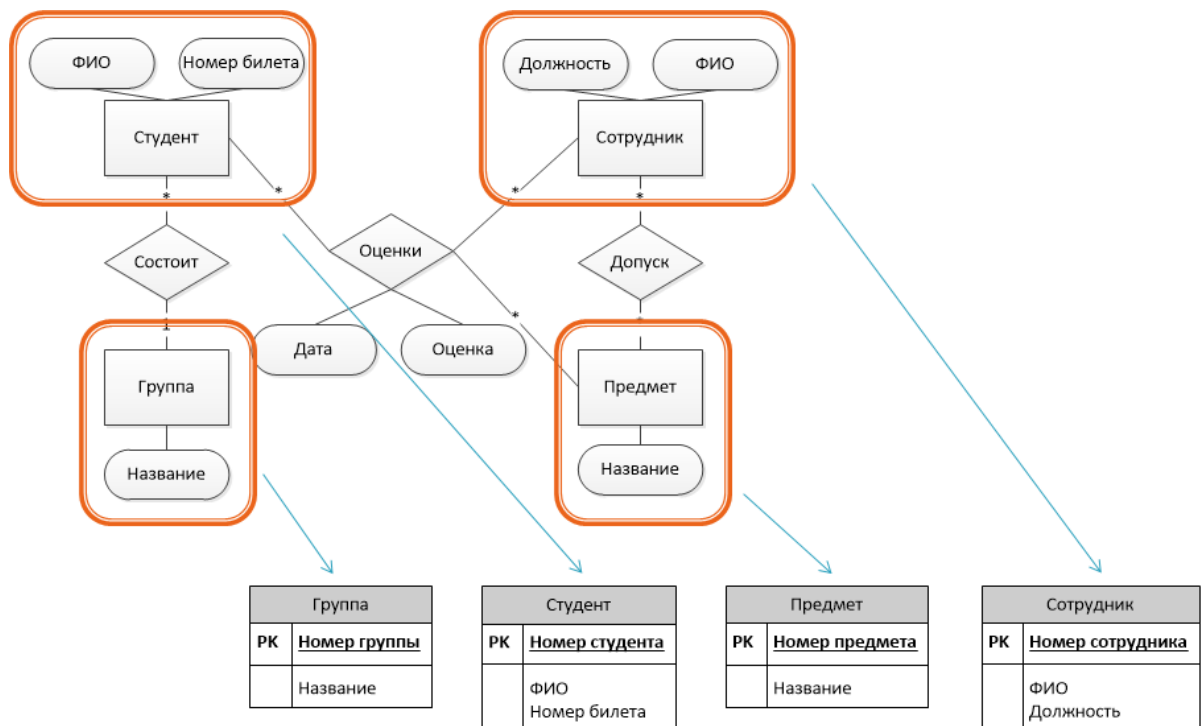 ФИО
Номер билета
Должность
ФИО
Студент
Сотрудник
*
*
*
*
Состоит
Оценки
Допуск
1
*
*
Дата
Оценка
Группа
Предмет
Название
Название
Группа
PK Номер группы
Название
Студент
PK Номер студента
ФИО
Номер билета
Предмет
PK Номер предмета
Название
Сотрудник
PK Номер сотрудника
ФИО
Должность